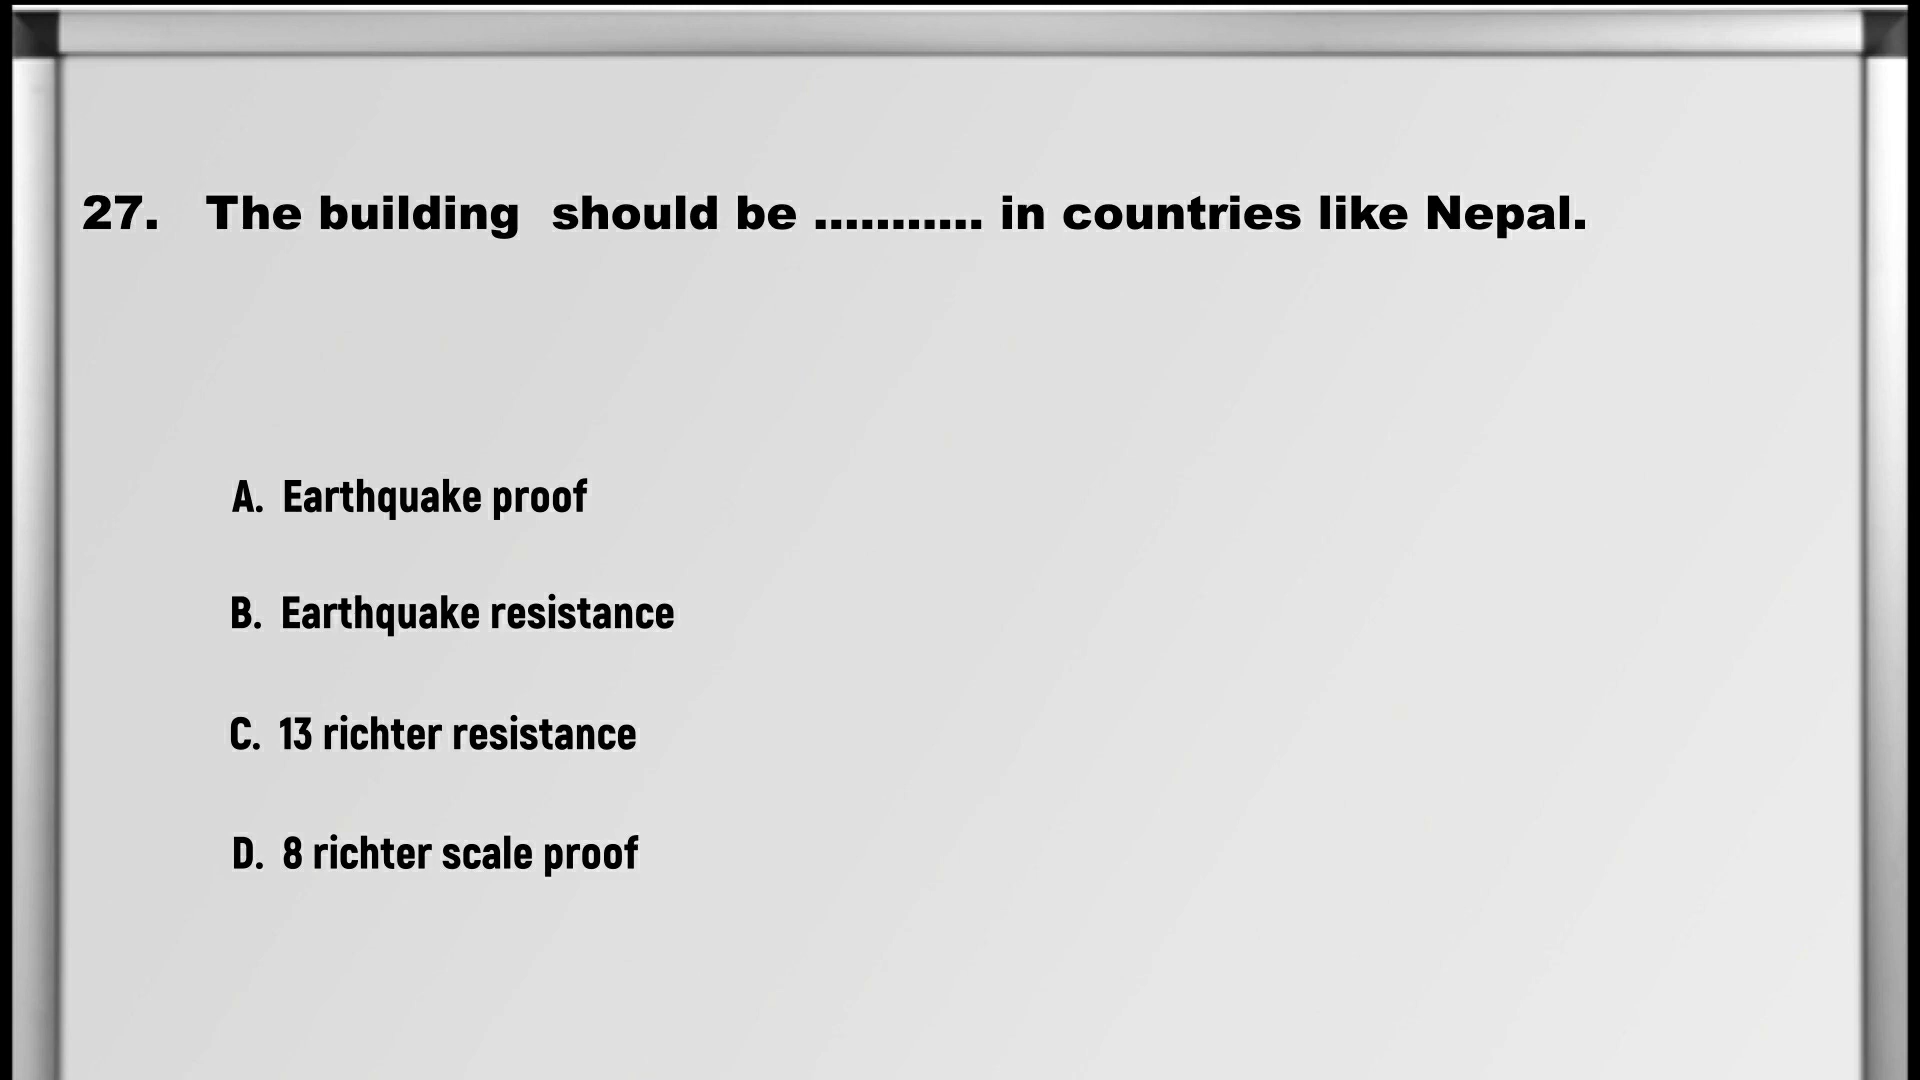 27. The building should be ........... in countries like Nepal.
A. Earthquake proof
B. Earthquake resistance
C. 13 richter resistance
D. 8 richter scale proof